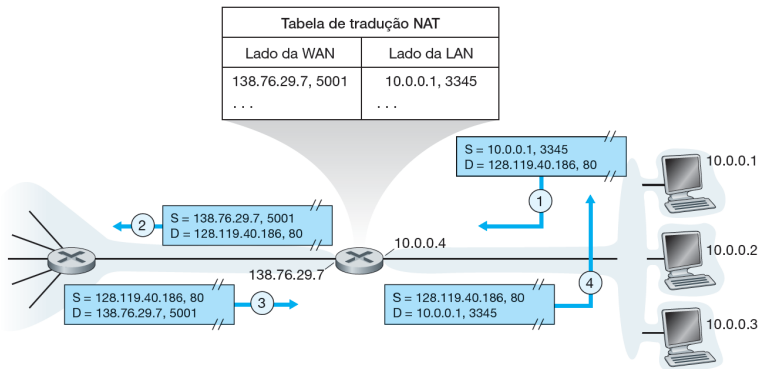 Tabela de tradução NAT
Lado da WAN
Lado da LAN
138.76.29.7, 5001
10.0.0.1, 3345
. . .
. . .
S = 10.0.0.1, 3345
D = 128.119.40.186, 80
1
10.0.0.1
S = 138.76.29.7, 5001
D = 128.119.40.186, 80
2
10.0.0.4
138.76.29.7
10.0.0.2
S = 128.119.40.186, 80
D = 138.76.29.7, 5001
3
S = 128.119.40.186, 80
D = 10.0.0.1, 3345
4
10.0.0.3